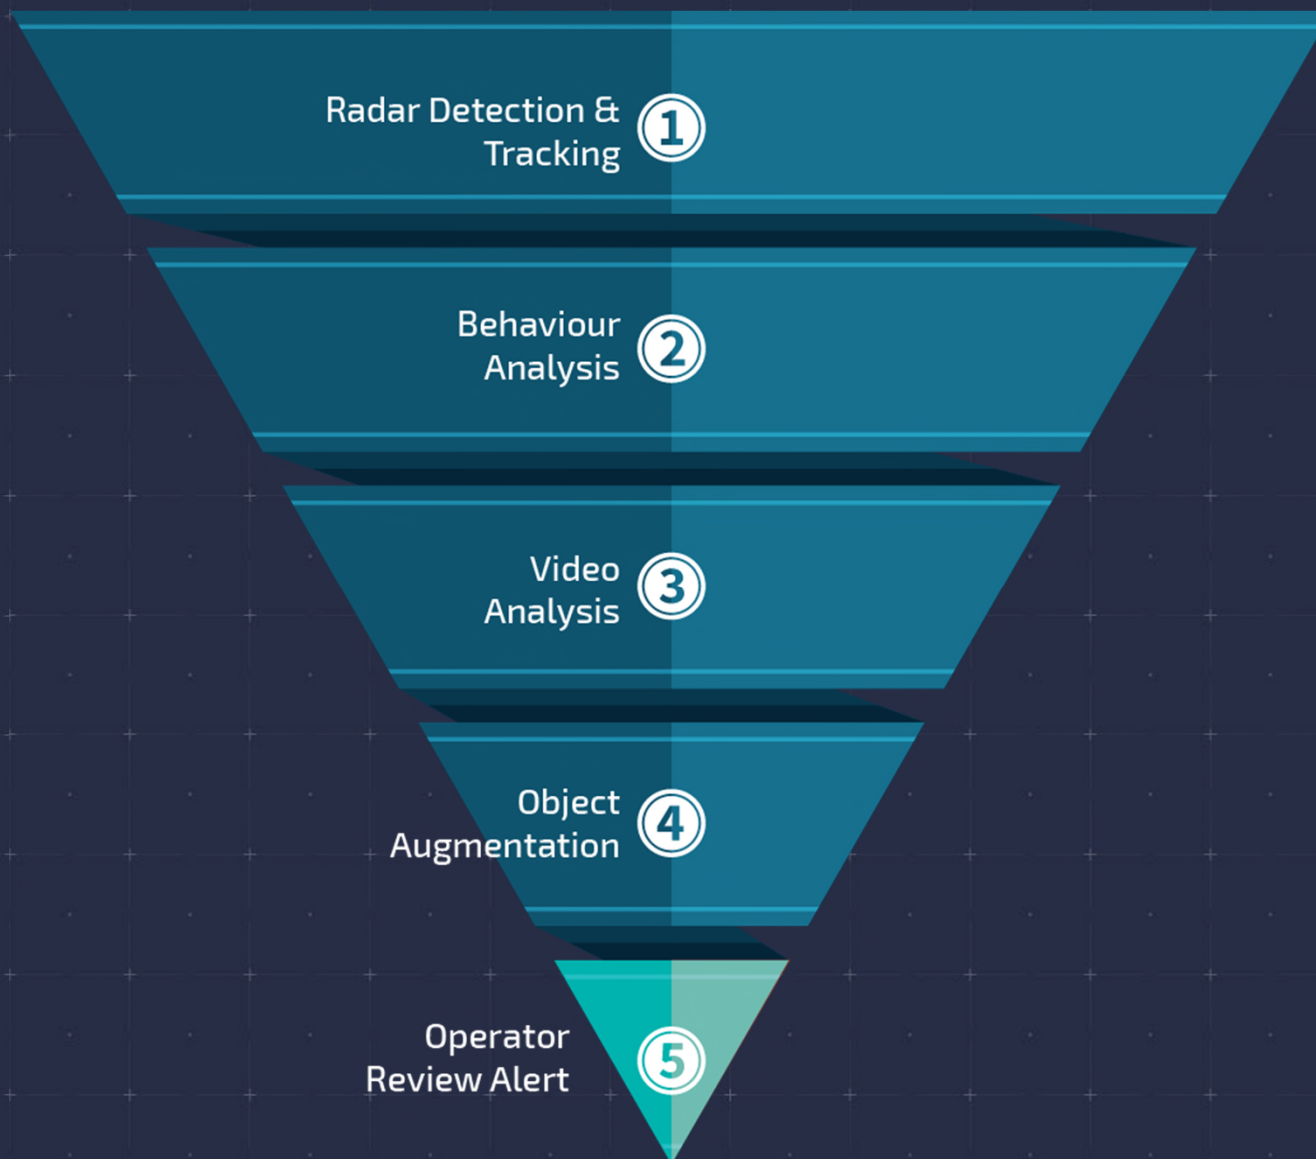 Radar Detection &
Tracking
1
Behaviour
Analysis
2
Video
Analysis
3
Object
Augmentation
4
Operator
Review Alert
5